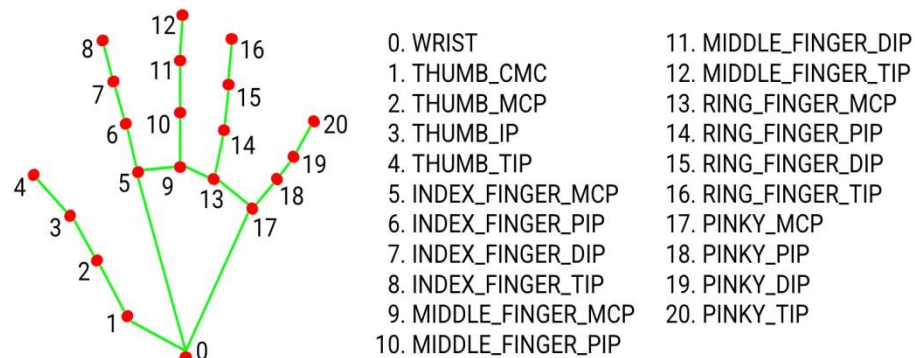 12
8
16
11
7
15
10
20
6
14
19
4
5
9
18
13
3
17
2
1
0
0. WRIST
1. THUMB_CMC
2. THUMB_MCP
3. THUMB_IP
4. THUMB_TIP
5. INDEX_FINGER_MCP
6. INDEX_FINGER_PIP
7. INDEX_FINGER_DIP
8. INDEX_FINGER_TIP
9. MIDDLE_FINGER_MCP
10. MIDDLE_FINGER_PIP
11. MIDDLE_FINGER_DIP
12. MIDDLE_FINGER_TIP
13. RING_FINGER_MCP
14. RING_FINGER_PIP
15. RING_FINGER_DIP
16. RING_FINGER_TIP
17. PINKY_MCP
18. PINKY_PIP
19. PINKY_DIP
20. PINKY_TIP